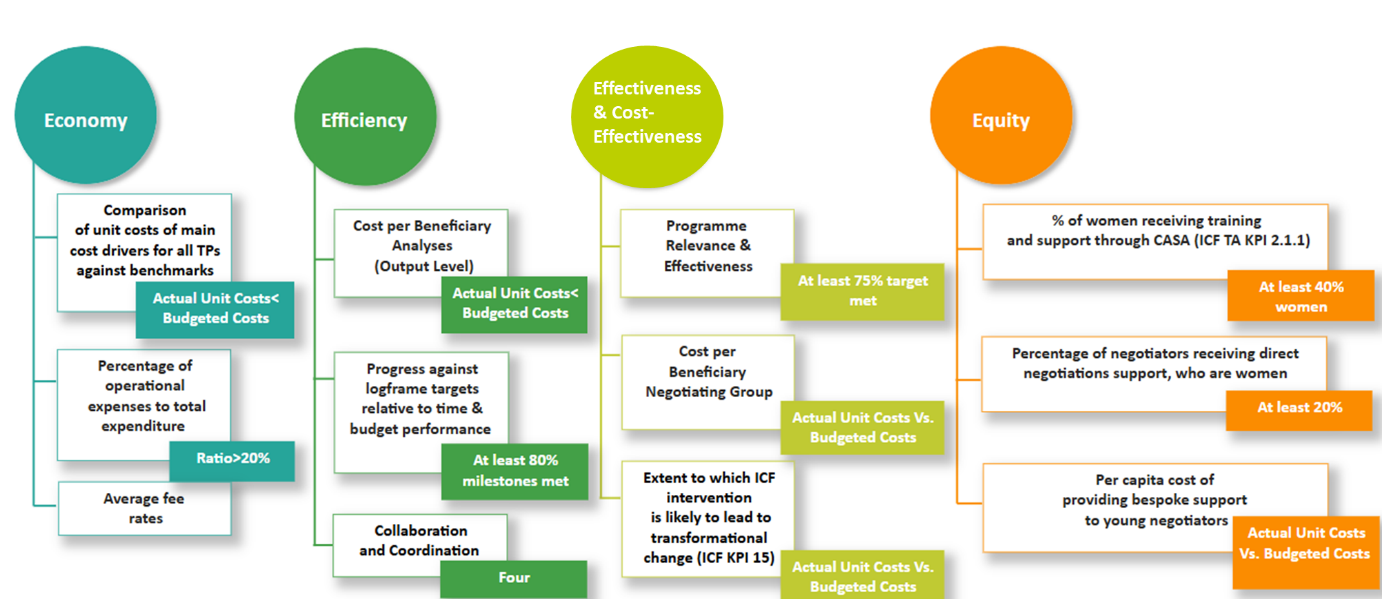 Economy
Comparison
of unit costs of main
cost drivers for all TPs
against benchmarks
Actual Unit Costs<
Budgeted Costs
Percentage of
operational
expenses to total
expenditure
Ratio>20%
Average fee
rates
Efficiency
Cost per Beneficiary
Analyses
(Output Level)
Actual Unit Costs<
Budgeted Costs
Progress against
logframe targets
relative to time &
budget performance
At least 80%
milestones met
Collaboration
and Coordination
Four
Effectiveness
& Cost-
Effectiveness
Programme
Relevance &
Effectiveness
At least 75% target
met
Cost per
Beneficiary
Negotiating Group
Actual Unit Costs Vs.
Budgeted Costs
Extent to which ICF
intervention
is likely to lead to
transformational
change (ICF KPI 15)
Actual Unit Costs Vs.
Budgeted Costs
Equity
% of women receiving training
and support through CASA (ICF TA KPI 2.1.1)
At least 40%
women
Percentage of negotiators receiving direct
negotiations support, who are women
At least 20%
Per capita cost of
providing bespoke support
to young negotiators
Actual Unit Costs
Vs. Budgeted Costs